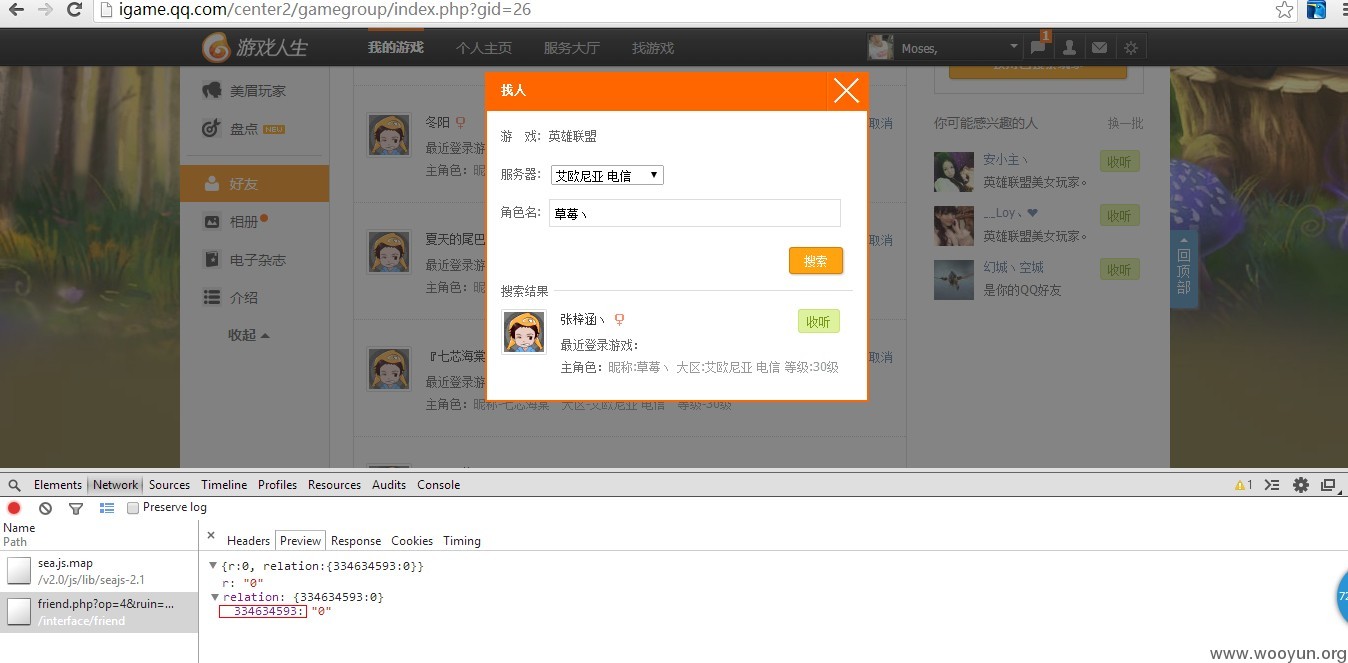 igame.qq.com/center2/gamegroup/index.php?gid=26
游戏人生 我的游戏 个人主页 服务大厅 找游戏 Moses, 1
美眉玩家
盘点 NEW
好友
相册
电子杂志
介绍
收起
冬阳
最近登录游
主角色：昵
取消
夏天的尾巴
最近登录游
主角色：昵
取消
『七芯海棠
最近登录游
主角色：昵称-七芯海棠 大区-艾欧尼亚 电信 等级-30级
取消
找人
游 戏: 英雄联盟
服务器: 艾欧尼亚 电信
角色名: 草莓丶
搜索
搜索结果
张梓涵丶
收听
最近登录游戏：
主角色：昵称:草莓丶 大区:艾欧尼亚 电信 等级:30级
你可能感兴趣的人 换一批
安小主丶 收听
英雄联盟美女玩家。
__Loy、 收听
英雄联盟美女玩家。
幻城丶空城 收听
是你的QQ好友
回顶部
Elements Network Sources Timeline Profiles Resources Audits Console 1
Preserve log
Name
Path
× Headers Preview Response Cookies Timing
sea.js.map
/v2.0/js/lib/seajs-2.1
friend.php?op=4&ruin=...
/interface/friend
{r:0, relation:{334634593:0}}
r: "0"
relation: {334634593:0}
334634593: "0"
72
www.wooyun.org